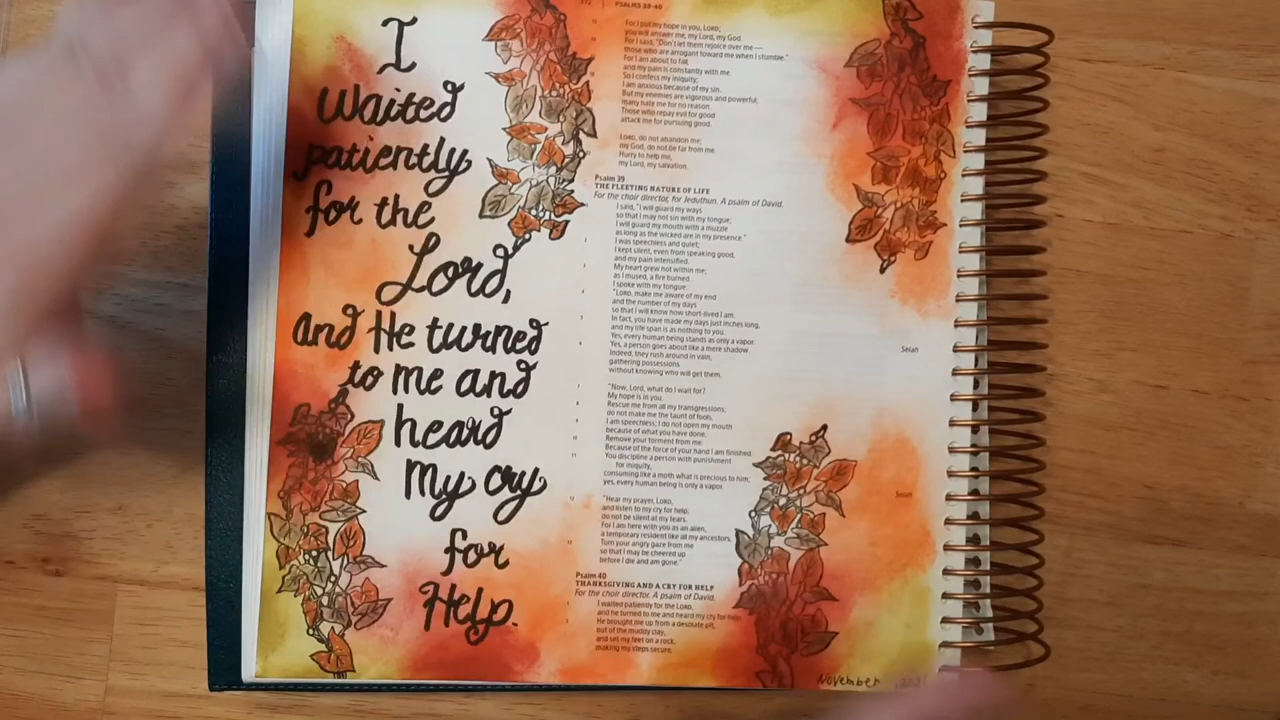 I
Waited
patiently
for the
Lord,
and He turned
to me and
heard
My cry
for
Help.
PSALMS 38–40
For I put my hope in you, LORD;
you will answer me, my Lord, my God.
For I said, "Don't let them rejoice over me —
those who are arrogant toward me when I stumble."
For I am about to fall,
and my pain is constantly with me.
So I confess my iniquity;
I am anxious because of my sin.
But my enemies are vigorous and powerful;
many hate me for no reason.
Those who repay evil for good
attack me for pursuing good.
LORD, do not abandon me;
my God, do not be far from me.
Hurry to help me,
my Lord, my salvation.
Psalm 39
THE FLEETING NATURE OF LIFE
For the choir director, for Jeduthun. A psalm of David.
I said, "I will guard my ways
so that I may not sin with my tongue;
I will guard my mouth with a muzzle
as long as the wicked are in my presence."
I was speechless and quiet;
I kept silent, even from speaking good,
and my pain intensified.
My heart grew hot within me;
as I mused, a fire burned.
I spoke with my tongue:
"LORD, make me aware of my end
and the number of my days
so that I will know how short-lived I am.
In fact, you have made my days just inches long,
and my life span is as nothing to you.
Yes, every human being stands as only a vapor. Selah
Yes, a person goes about like a mere shadow.
Indeed, they rush around in vain,
gathering possessions
without knowing who will get them.
"Now, Lord, what do I wait for?
My hope is in you.
Rescue me from all my transgressions;
do not make me the taunt of fools.
I am speechless; I do not open my mouth
because of what you have done.
Remove your torment from me.
Because of the force of your hand I am finished.
You discipline a person with punishment
for iniquity,
consuming like a moth what is precious to him;
yes, every human being is only a vapor. Selah
"Hear my prayer, LORD,
and listen to my cry for help;
do not be silent at my tears.
For I am here with you as an alien,
a temporary resident like all my ancestors.
Turn your angry gaze from me
so that I may be cheered up
before I die and am gone."
Psalm 40
THANKSGIVING AND A CRY FOR HELP
For the choir director. A psalm of David.
I waited patiently for the LORD,
and he turned to me and heard my cry for help.
He brought me up from a desolate pit,
out of the muddy clay,
and set my feet on a rock,
making my steps secure.
November